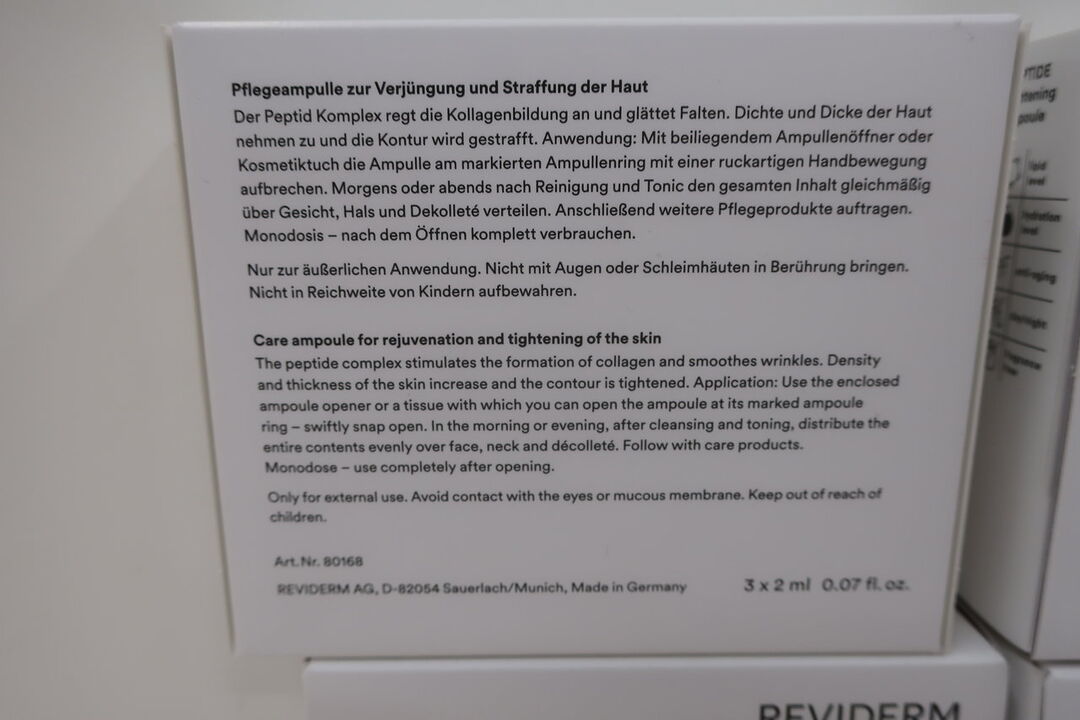 Pflegeampulle zur Verjüngung und Straffung der Haut
Der Peptid Komplex regt die Kollagenbildung an und glättet Falten. Dichte und Dicke der Haut
nehmen zu und die Kontur wird gestrafft. Anwendung: Mit beiliegendem Ampullenöffner oder
Kosmetiktuch die Ampulle am markierten Ampullenring mit einer ruckartigen Handbewegung
aufbrechen. Morgens oder abends nach Reinigung und Tonic den gesamten Inhalt gleichmäßig
über Gesicht, Hals und Dekolleté verteilen. Anschließend weitere Pflegeprodukte auftragen.
Monodosis – nach dem Öffnen komplett verbrauchen.
Nur zur äußerlichen Anwendung. Nicht mit Augen oder Schleimhäuten in Berührung bringen.
Nicht in Reichweite von Kindern aufbewahren.
Care ampoule for rejuvenation and tightening of the skin
The peptide complex stimulates the formation of collagen and smoothes wrinkles. Density
and thickness of the skin increase and the contour is tightened. Application: Use the enclosed
ampoule opener or a tissue with which you can open the ampoule at its marked ampoule
ring – swiftly snap open. In the morning or evening, after cleansing and toning, distribute the
entire contents evenly over face, neck and décolleté. Follow with care products.
Monodose – use completely after opening.
Only for external use. Avoid contact with the eyes or mucous membrane. Keep out of reach of
children.
Art. Nr. 80168
REVIDERM AG, D-82054 Sauerlach/Munich, Made in Germany
3 x 2 ml 0.07 fl. oz.
REVIDERM
lipid
level
hydration
level
anti-aging